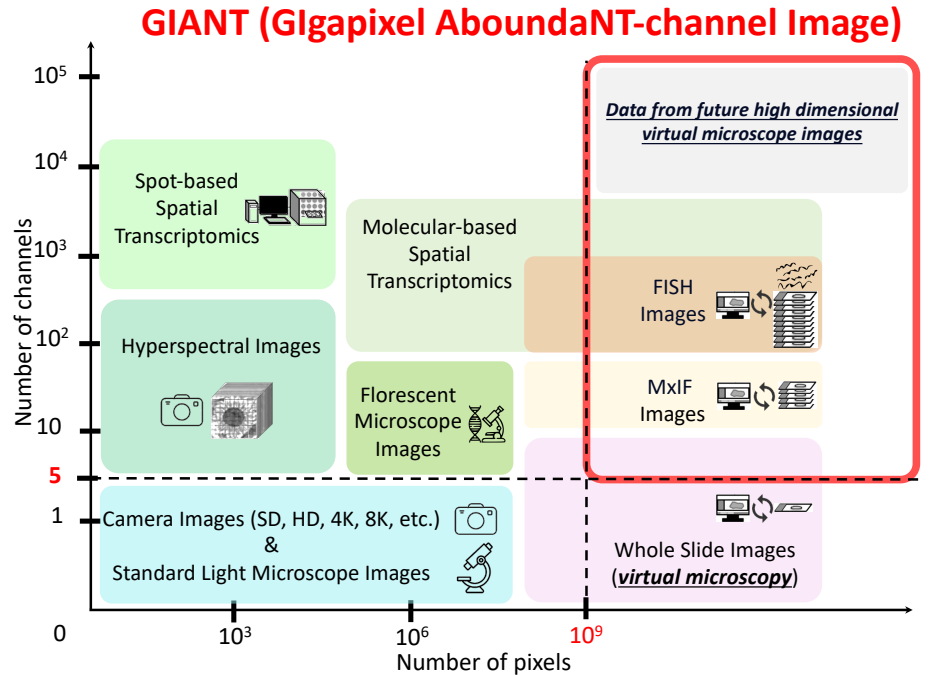 GIANT (GIgapixel AboundaNT-channel Image)
Number of channels
10⁵
10⁴
10³
10²
10
5
1
0
Data from future high dimensional
virtual microscope images
Spot-based
Spatial
Transcriptomics
Molecular-based
Spatial
Transcriptomics
FISH
Images
Hyperspectral Images
Florescent
Microscope
Images
MxIF
Images
Camera Images (SD, HD, 4K, 8K, etc.)
&
Standard Light Microscope Images
Whole Slide Images
(virtual microscopy)
10³
10⁶
10⁹
Number of pixels